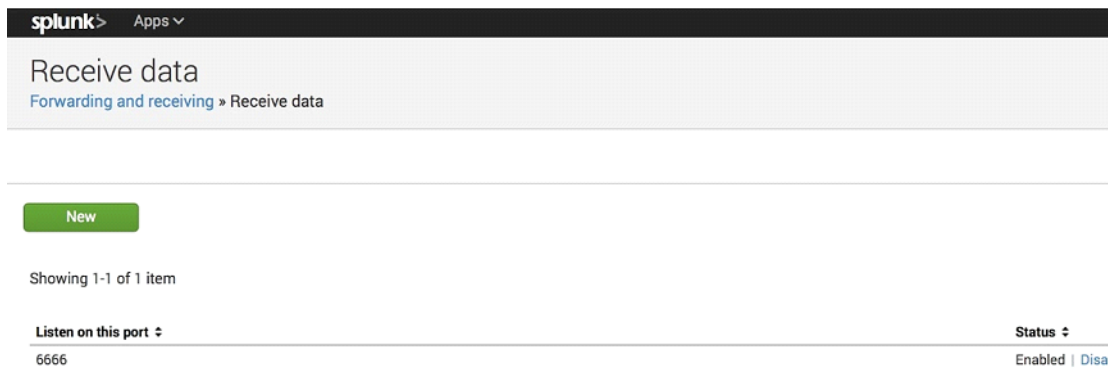 splunk> Apps
Receive data
Forwarding and receiving » Receive data
New
Showing 1-1 of 1 item
Listen on this port Status
6666 Enabled | Disa